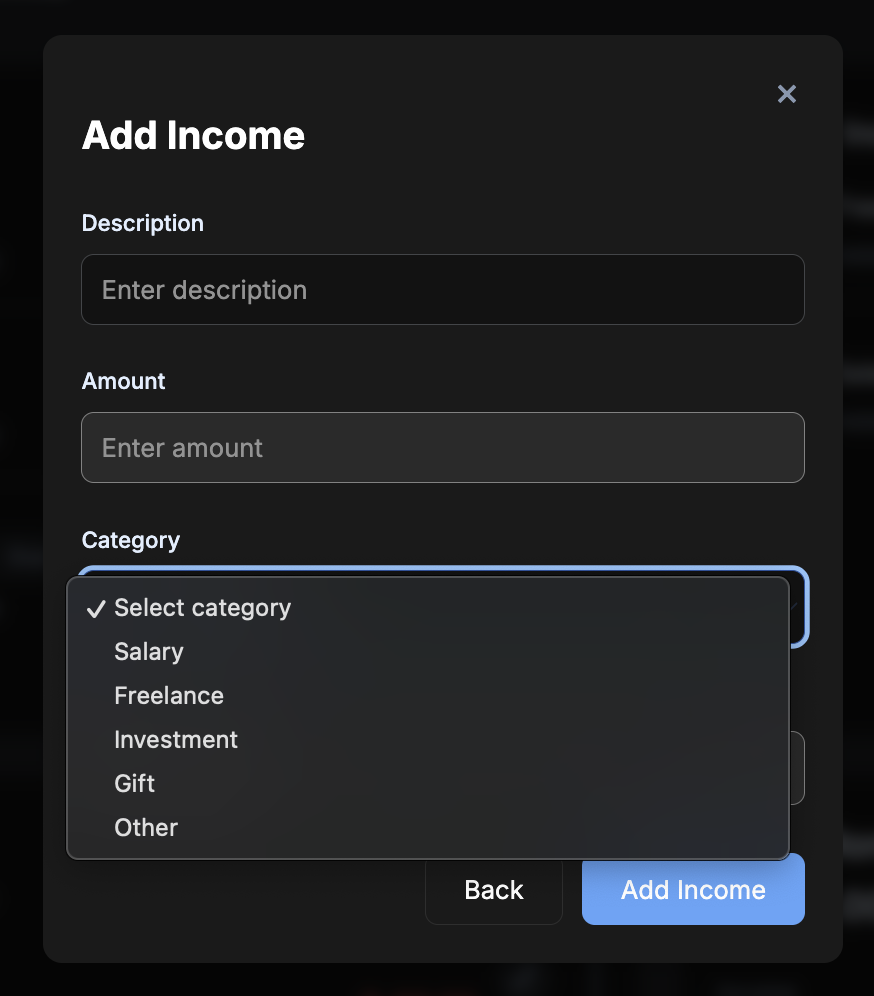 Add Income
Description
Enter description
Amount
Enter amount
Category
Select category
Salary
Freelance
Investment
Gift
Other
Back
Add Income